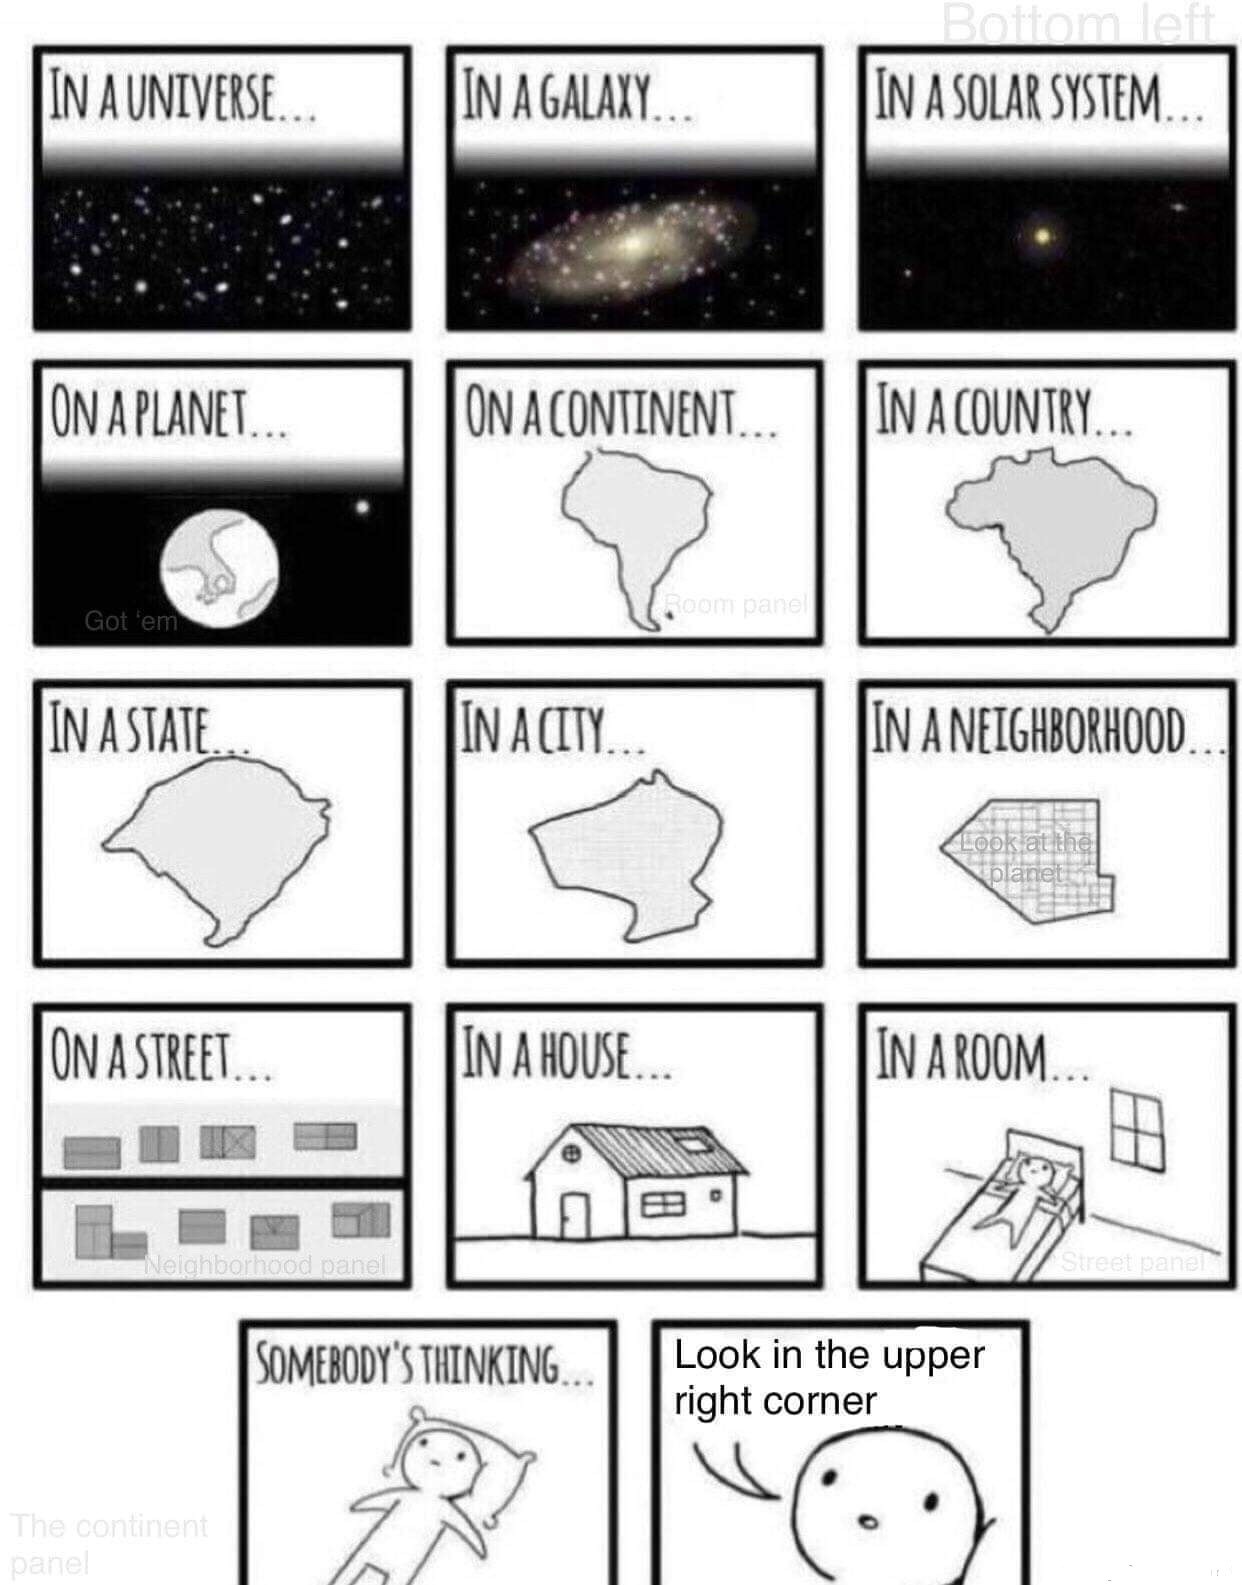 Bottom left
IN A UNIVERSE...
IN A GALAXY...
IN A SOLAR SYSTEM...
ON A PLANET...
Got 'em
ON A CONTINENT...
Room panel
IN A COUNTRY...
IN A STATE...
IN A CITY...
IN A NEIGHBORHOOD...
Look at the
planet
ON A STREET...
Neighborhood panel
IN A HOUSE...
IN A ROOM...
Street panel
SOMEBODY'S THINKING...
Look in the upper
right corner
The continent
panel